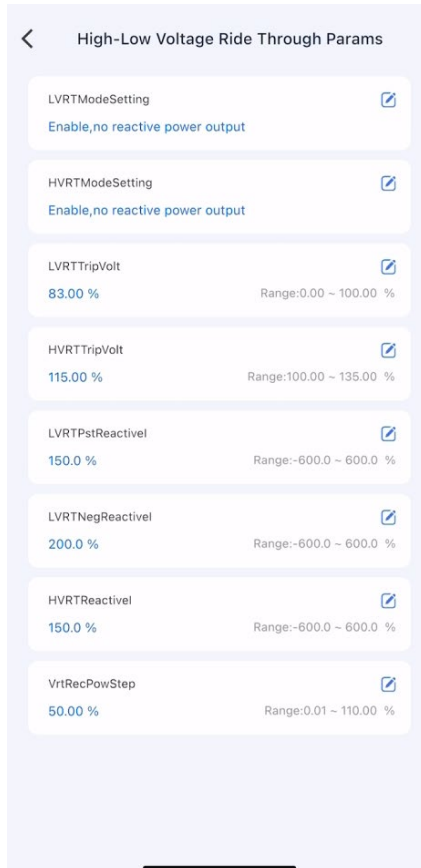 High-Low Voltage Ride Through Params
LVRTModeSetting
Enable,no reactive power output
HVRTModeSetting
Enable,no reactive power output
LVRTTripVolt
83.00 % Range:0.00 ~ 100.00 %
HVRTTripVolt
115.00 % Range:100.00 ~ 135.00 %
LVRTPstReactiveI
150.0 % Range:-600.0 ~ 600.0 %
LVRTNegReactiveI
200.0 % Range:-600.0 ~ 600.0 %
HVRTReactiveI
150.0 % Range:-600.0 ~ 600.0 %
VrtRecPowStep
50.00 % Range:0.01 ~ 110.00 %